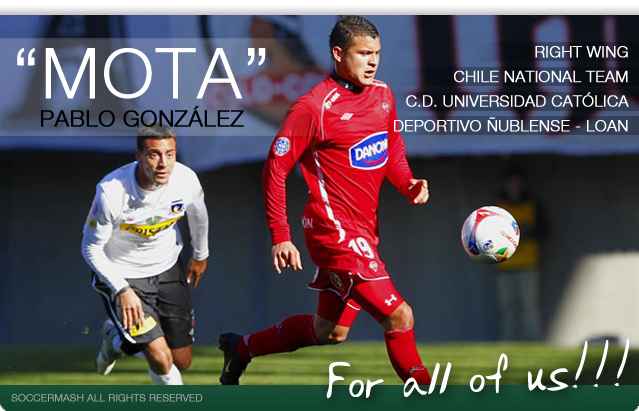 “MOTA”
PABLO GONZÁLEZ
RIGHT WING
CHILE NATIONAL TEAM
C.D. UNIVERSIDAD CATÓLICA
DEPORTIVO ÑUBLENSE - LOAN
DANONE
19
For all of us!!!
SOCCERMASH ALL RIGHTS RESERVED